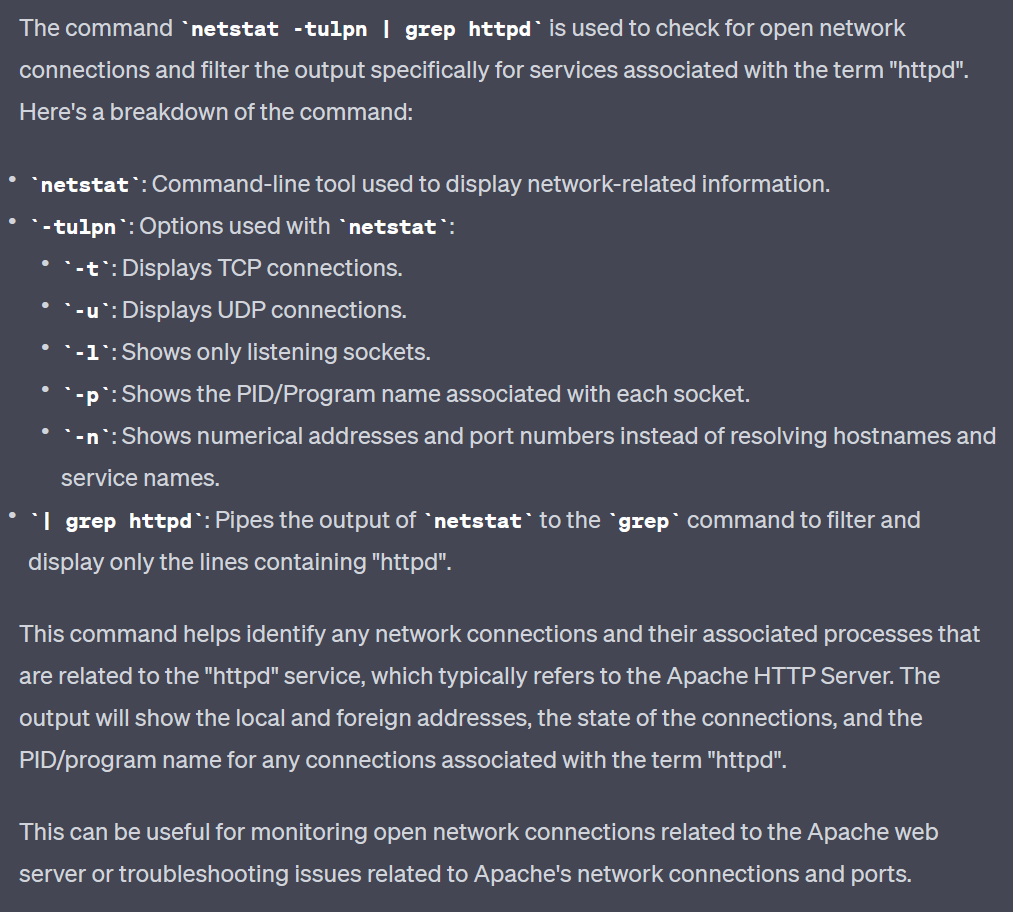 The command `netstat -tulpn | grep httpd` is used to check for open network
connections and filter the output specifically for services associated with the term "httpd".
Here's a breakdown of the command:
• `netstat`: Command-line tool used to display network-related information.
• `-tulpn`: Options used with `netstat`:
• `-t`: Displays TCP connections.
• `-u`: Displays UDP connections.
• `-l`: Shows only listening sockets.
• `-p`: Shows the PID/Program name associated with each socket.
• `-n`: Shows numerical addresses and port numbers instead of resolving hostnames and
service names.
• `| grep httpd`: Pipes the output of `netstat` to the `grep` command to filter and
display only the lines containing "httpd".
This command helps identify any network connections and their associated processes that
are related to the "httpd" service, which typically refers to the Apache HTTP Server. The
output will show the local and foreign addresses, the state of the connections, and the
PID/program name for any connections associated with the term "httpd".
This can be useful for monitoring open network connections related to the Apache web
server or troubleshooting issues related to Apache's network connections and ports.